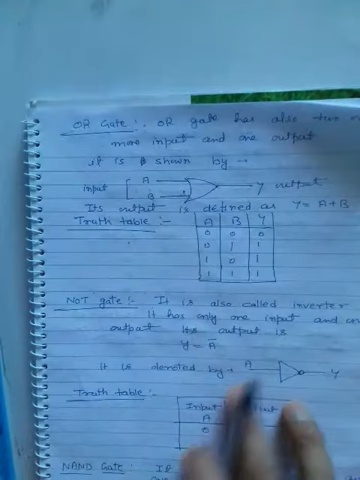 OR Gate :- OR gate has also two
more input and one output
it is shown by →
A
input
B
Y output
Its output is defined as Y = A + B
Truth table :-
A B Y
0 0 0
0 1 1
1 0 1
1 1 1
NOT gate :- It is also called inverter
It has only one input and
output Its output is
Y = A̅
It is denoted by → A Y
Truth table :-
Input
A
0
NAND Gate :- If